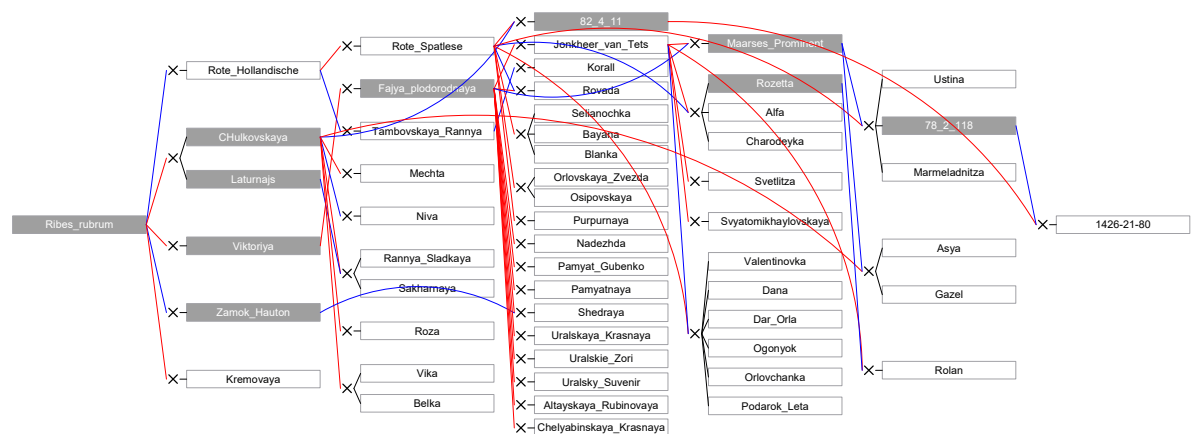 Ribes_rubrum
Rote_Hollandische
CHulkovskaya
Laturnajs
Viktoriya
Zamok_Hauton
Kremovaya
Rote_Spatlese
Fajya_plodorodnaya
Tambovskaya_Rannya
Mechta
Niva
Rannya_Sladkaya
Sakharnaya
Roza
Vika
Belka
82_4_11
Jonkheer_van_Tets
Korall
Rovada
Selianochka
Bayana
Blanka
Orlovskaya_Zvezda
Osipovskaya
Purpurnaya
Nadezhda
Pamyat_Gubenko
Pamyatnaya
Shedraya
Uralskaya_Krasnaya
Uralskie_Zori
Uralsky_Suvenir
Altayskaya_Rubinovaya
Chelyabinskaya_Krasnaya
Maarses_Prominent
Rozetta
Alfa
Charodeyka
Svetlitza
Svyatomikhaylovskaya
Valentinovka
Dana
Dar_Orla
Ogonyok
Orlovchanka
Podarok_Leta
Ustina
78_2_118
Marmeladnitza
Asya
Gazel
Rolan
1426-21-80